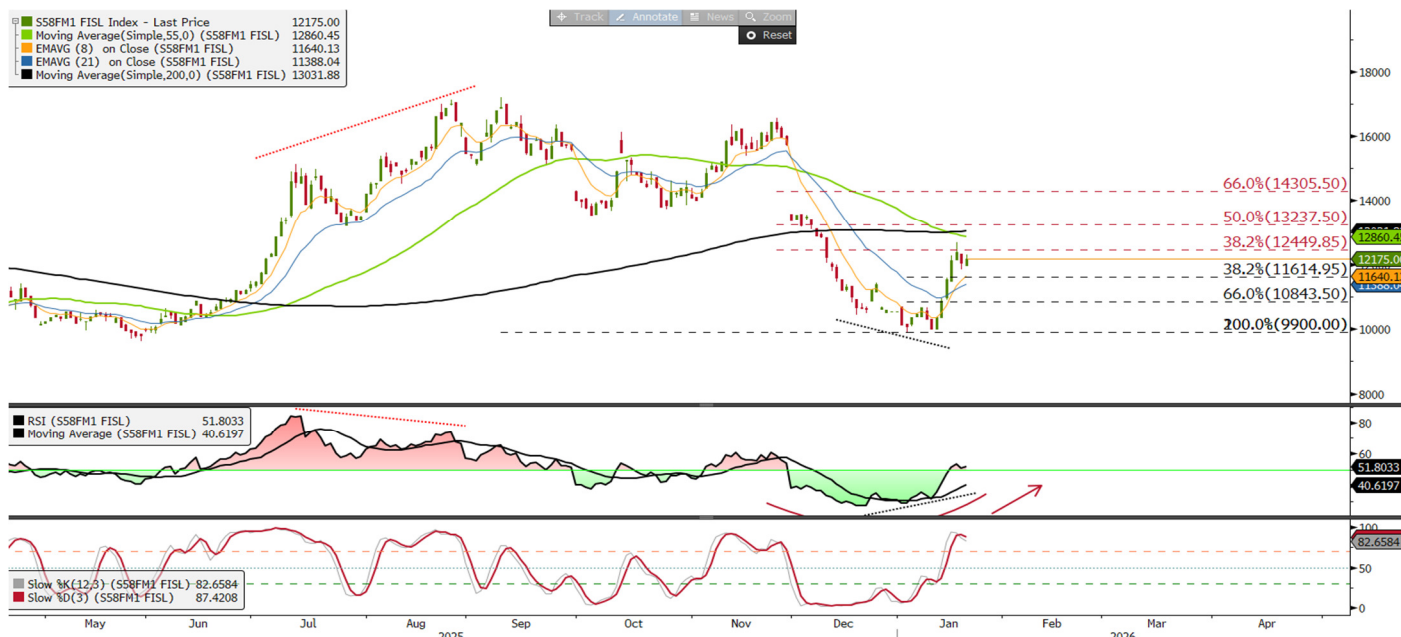 S58FM1 FISL Index - Last Price 12175.00
Moving Average(Simple,55,0) (S58FM1 FISL) 12860.45
EMAVG (8) on Close (S58FM1 FISL) 11640.13
EMAVG (21) on Close (S58FM1 FISL) 11388.04
Moving Average(Simple,200,0) (S58FM1 FISL) 13031.88
Track Annotate News Zoom
Reset
18000
16000
66.0%(14305.50)
14000
50.0%(13237.50)
12860.45
38.2%(12449.85)
12175.00
38.2%(11614.95)
11640.13
11388.04
66.0%(10843.50)
100.0%(9900.00)
10000
8000
RSI (S58FM1 FISL) 51.8033
Moving Average (S58FM1 FISL) 40.6197
80
60
51.8033
40.6197
100
82.6584
50
Slow %K(12,3) (S58FM1 FISL) 82.6584
Slow %D(3) (S58FM1 FISL) 87.4208
0
May Jun Jul Aug Sep Oct Nov Dec Jan Feb Mar Apr
2025 2026